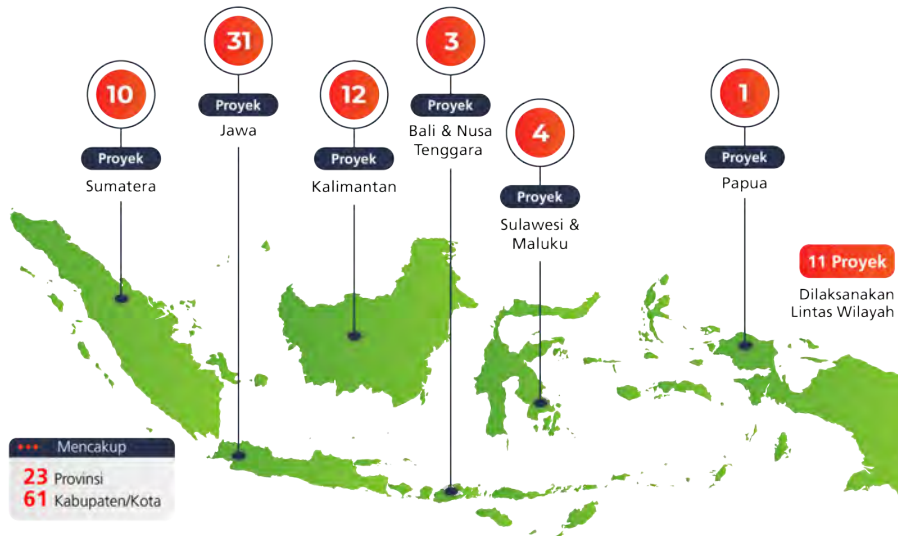 10
Proyek
Sumatera
31
Proyek
Jawa
12
Proyek
Kalimantan
3
Proyek
Bali & Nusa
Tenggara
4
Proyek
Sulawesi &
Maluku
1
Proyek
Papua
11 Proyek
Dilaksanakan
Lintas Wilayah
Mencakup
23 Provinsi
61 Kabupaten/Kota